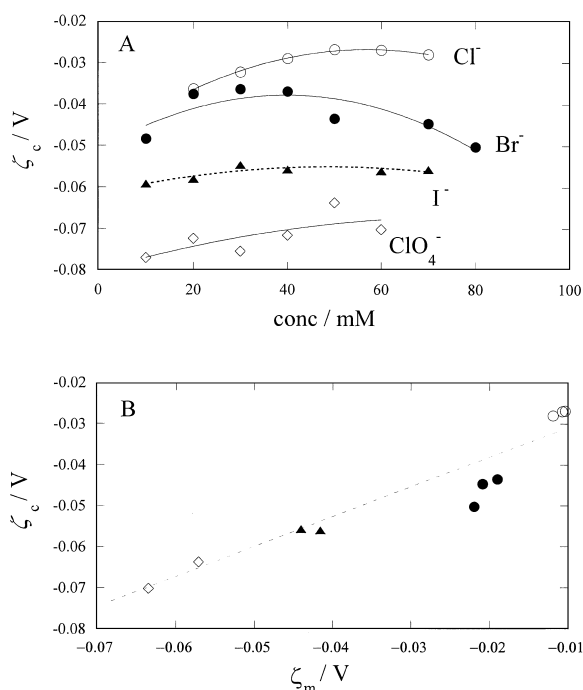 A
-0.02
-0.03
-0.04
-0.05
-0.06
-0.07
-0.08
ζc / V
Cl-
Br-
I-
ClO4-
0 20 40 60 80 100
conc / mM
B
-0.02
-0.03
-0.04
-0.05
-0.06
-0.07
-0.08
ζc / V
−0.07 −0.06 −0.05 −0.04 −0.03 −0.02 −0.01
ζm / V